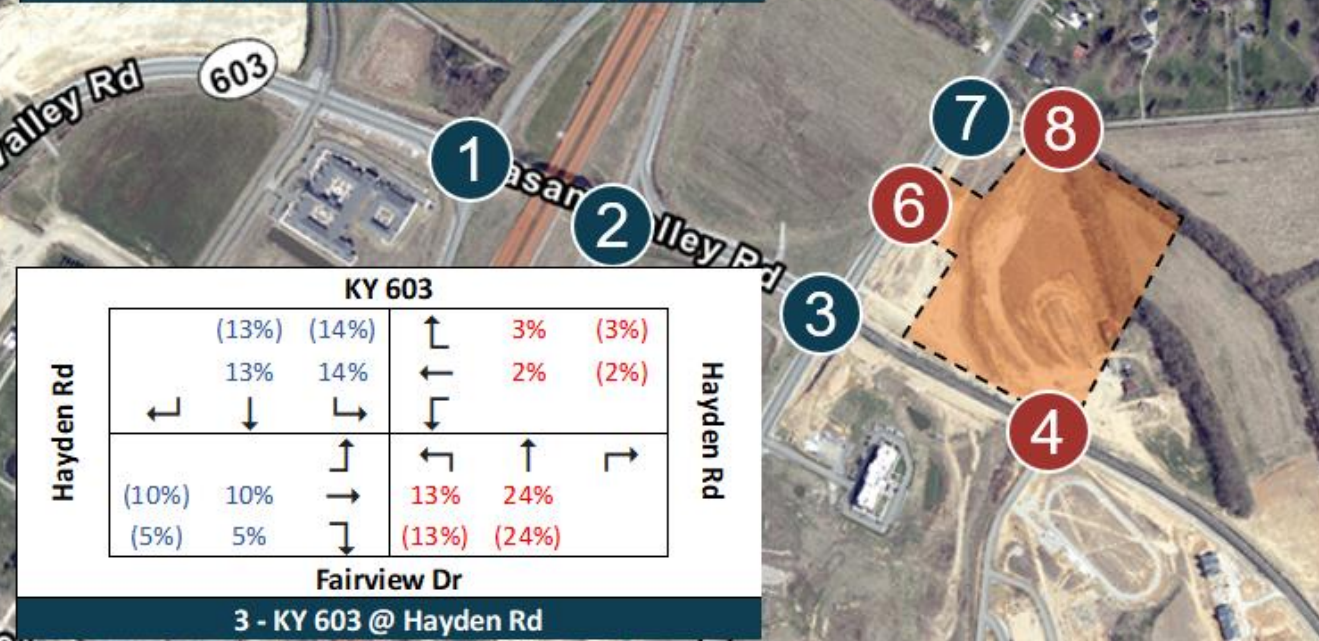 Valley Rd
603
1
asan
2
lley Rd
3
7
8
6
4
KY 603
Hayden Rd
(13%) (14%) ↑ 3% (3%)
13% 14% ← 2% (2%)
Hayden Rd
(10%) 10% → 13% 24%
(5%) 5% (13%) (24%)
Fairview Dr
3 - KY 603 @ Hayden Rd